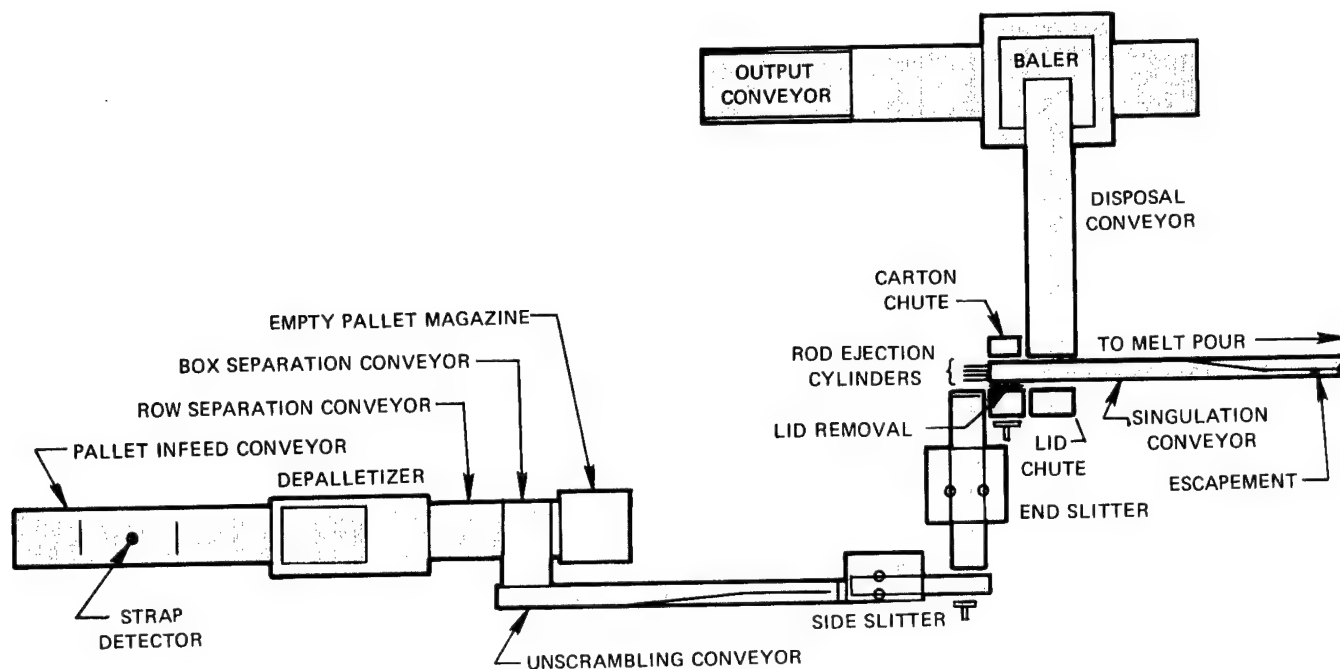 OUTPUT
CONVEYOR
BALER
DISPOSAL
CONVEYOR
CARTON
CHUTE
EMPTY PALLET MAGAZINE
TO MELT POUR
ROD EJECTION
CYLINDERS
BOX SEPARATION CONVEYOR
ROW SEPARATION CONVEYOR
LID REMOVAL
LID
CHUTE
SINGULATION
CONVEYOR
PALLET INFEED CONVEYOR
DEPALLETIZER
ESCAPEMENT
END SLITTER
STRAP
DETECTOR
SIDE SLITTER
UNSCRAMBLING CONVEYOR